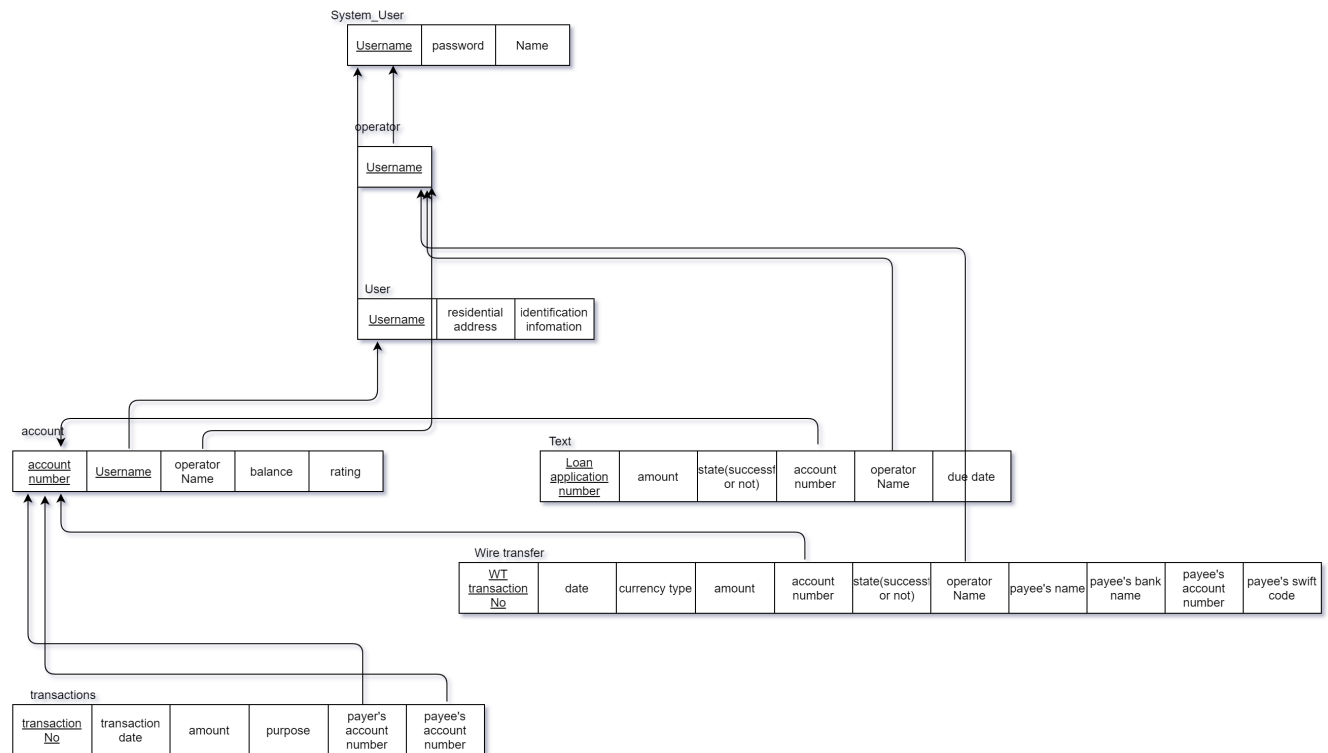 System_User
Username password Name
operator
Username
User
Username residential address identification infomation
account
account number Username operator Name balance rating
Text
Loan application number amount state(successf or not) account number operator Name due date
Wire transfer
WT transaction No date currency type amount account number state(successf or not) operator Name payee's name payee's bank name payee's account number payee's swift code
transactions
transaction No transaction date amount purpose payer's account number payee's account number